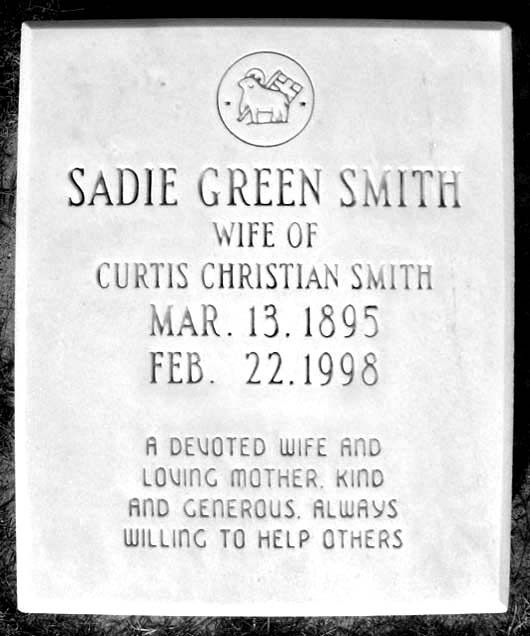 SADIE GREEN SMITH
WIFE OF
CURTIS CHRISTIAN SMITH
MAR. 13. 1895
FEB. 22. 1998
A DEVOTED WIFE AND
LOVING MOTHER. KIND
AND GENEROUS. ALWAYS
WILLING TO HELP OTHERS